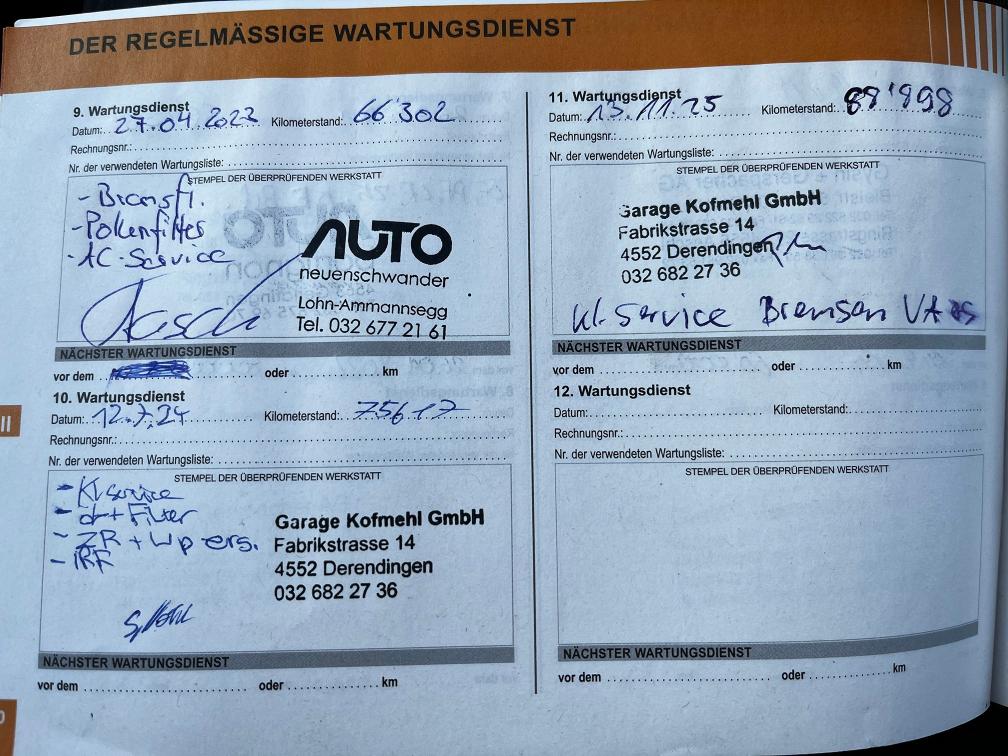 DER REGELMÄSSIGE WARTUNGSDIENST
9. Wartungsdienst
Datum: 27.04.2022 Kilometerstand: 66'302
Rechnungsnr.:
Nr. der verwendeten Wartungsliste:
STEMPEL DER ÜBERPRÜFENDEN WERKSTATT
- Bremsfl.
- Pollenfilter
- AC-Service
AUTO
neuenschwander
Lohn-Ammannsegg
Tel. 032 677 21 61
NÄCHSTER WARTUNGSDIENST
vor dem oder km
10. Wartungsdienst
Datum: 12.7.24 Kilometerstand: 75617
Rechnungsnr.:
Nr. der verwendeten Wartungsliste:
STEMPEL DER ÜBERPRÜFENDEN WERKSTATT
- Kl service
- + Filter
- ZR + Wp ers.
Garage Kofmehl GmbH
Fabrikstrasse 14
4552 Derendingen
032 682 27 36
NÄCHSTER WARTUNGSDIENST
vor dem oder km
11. Wartungsdienst
Datum: 13.11.25 Kilometerstand:
Rechnungsnr.:
Nr. der verwendeten Wartungsliste:
STEMPEL DER ÜBERPRÜFENDEN WERKSTATT
Garage Kofmehl GmbH
Fabrikstrasse 14
4552 Derendingen
032 682 27 36
kl. Service Bremsen VA
NÄCHSTER WARTUNGSDIENST
vor dem oder km
12. Wartungsdienst
Datum: Kilometerstand:
Rechnungsnr.:
Nr. der verwendeten Wartungsliste:
STEMPEL DER ÜBERPRÜFENDEN WERKSTATT
NÄCHSTER WARTUNGSDIENST
vor dem oder km